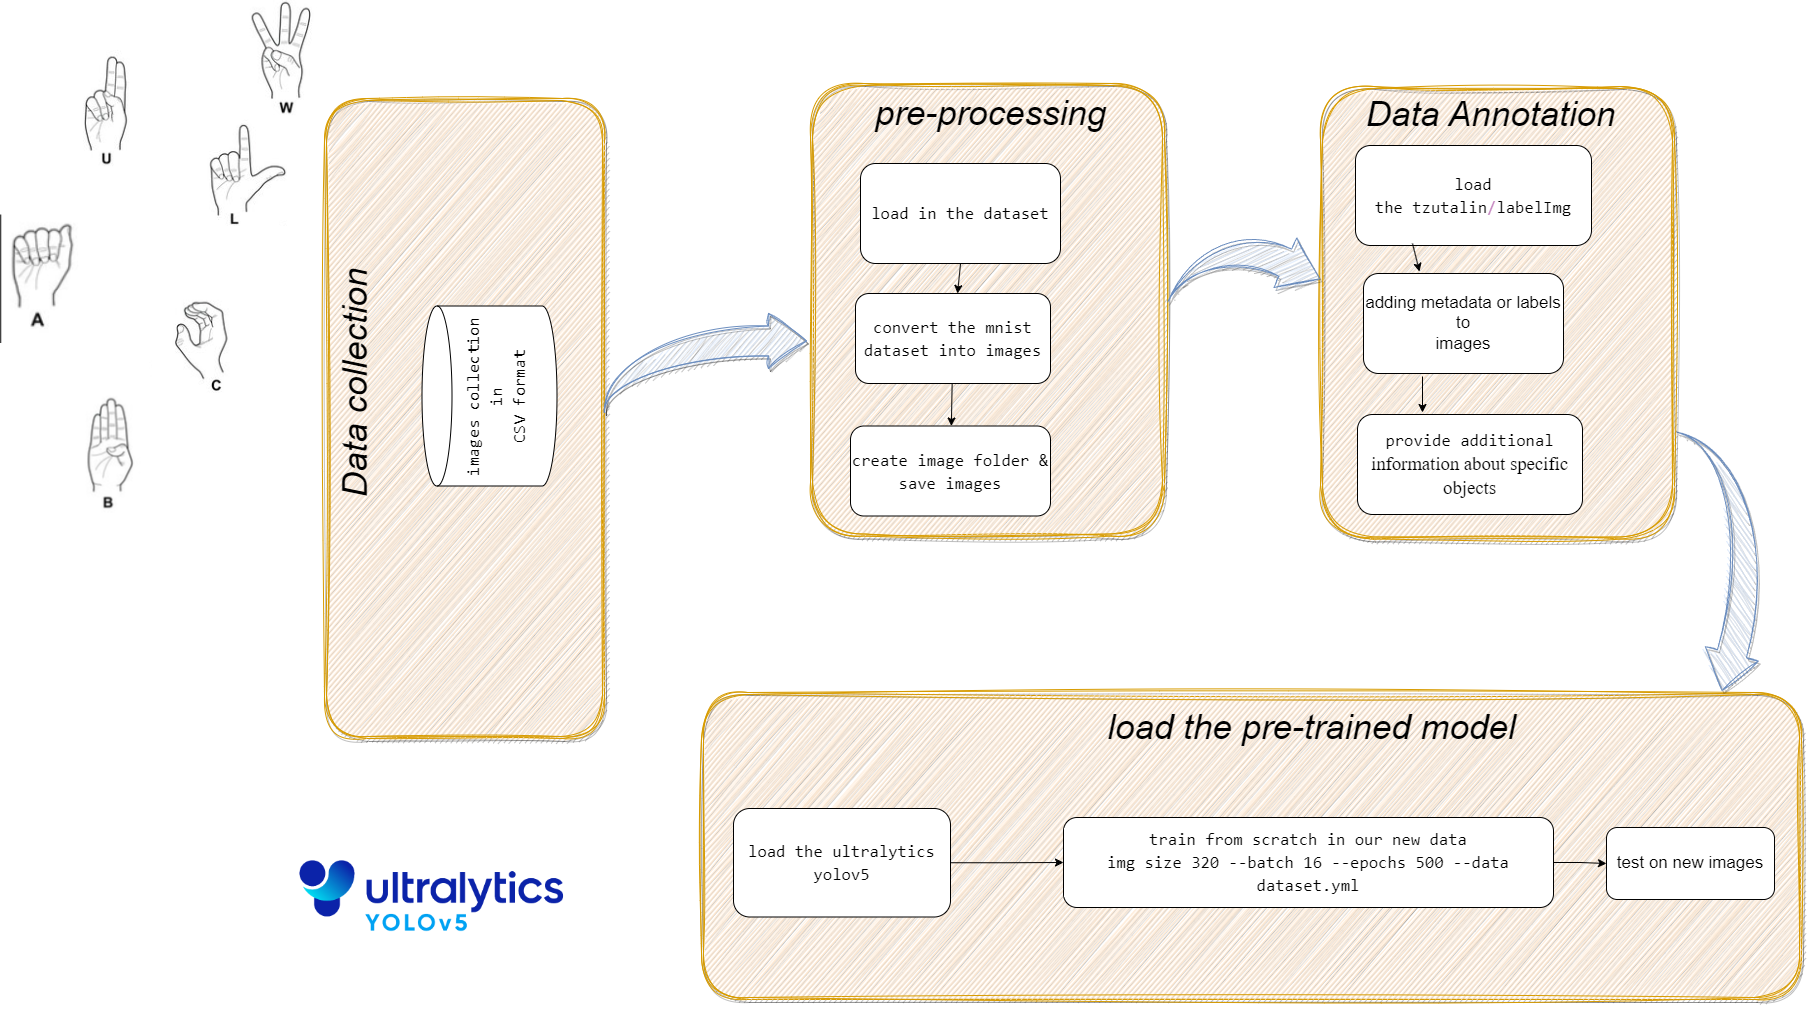 W
U
L
A
C
B
Data collection
images collection
in
CSV format
pre-processing
load in the dataset
convert the mnist
dataset into images
create image folder &
save images
Data Annotation
load
the tzutalin/labelImg
adding metadata or labels
to
images
provide additional
information about specific
objects
load the pre-trained model
load the ultralytics
yolov5
train from scratch in our new data
img size 320 --batch 16 --epochs 500 --data
dataset.yml
test on new images
ultralytics
YOLOv5